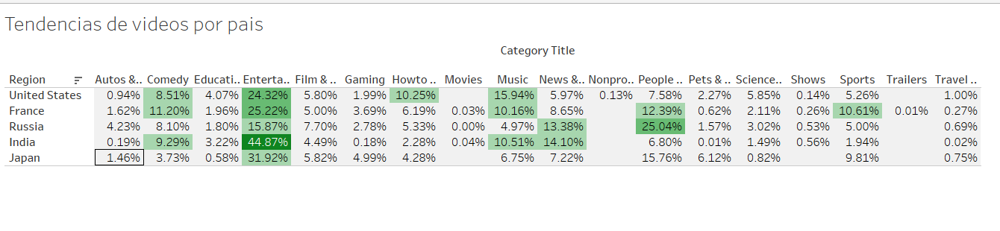 Tendencias de videos por pais
Category Title
Region Autos &.. Comedy Educati.. Enterta.. Film & .. Gaming Howto .. Movies Music News &.. Nonpro.. People .. Pets & .. Science.. Shows Sports Trailers Travel ..
United States 0.94% 8.51% 4.07% 24.32% 5.80% 1.99% 10.25% 15.94% 5.97% 0.13% 7.58% 2.27% 5.85% 0.14% 5.26% 1.00%
France 1.62% 11.20% 1.96% 25.22% 5.00% 3.69% 6.19% 0.03% 10.16% 8.65% 12.39% 0.62% 2.11% 0.26% 10.61% 0.01% 0.27%
Russia 4.23% 8.10% 1.80% 15.87% 7.70% 2.78% 5.33% 0.00% 4.97% 13.38% 25.04% 1.57% 3.02% 0.53% 5.00% 0.69%
India 0.19% 9.29% 3.22% 44.87% 4.49% 0.18% 2.28% 0.04% 10.51% 14.10% 6.80% 0.01% 1.49% 0.56% 1.94% 0.02%
Japan 1.46% 3.73% 0.58% 31.92% 5.82% 4.99% 4.28% 6.75% 7.22% 15.76% 6.12% 0.82% 9.81% 0.75%